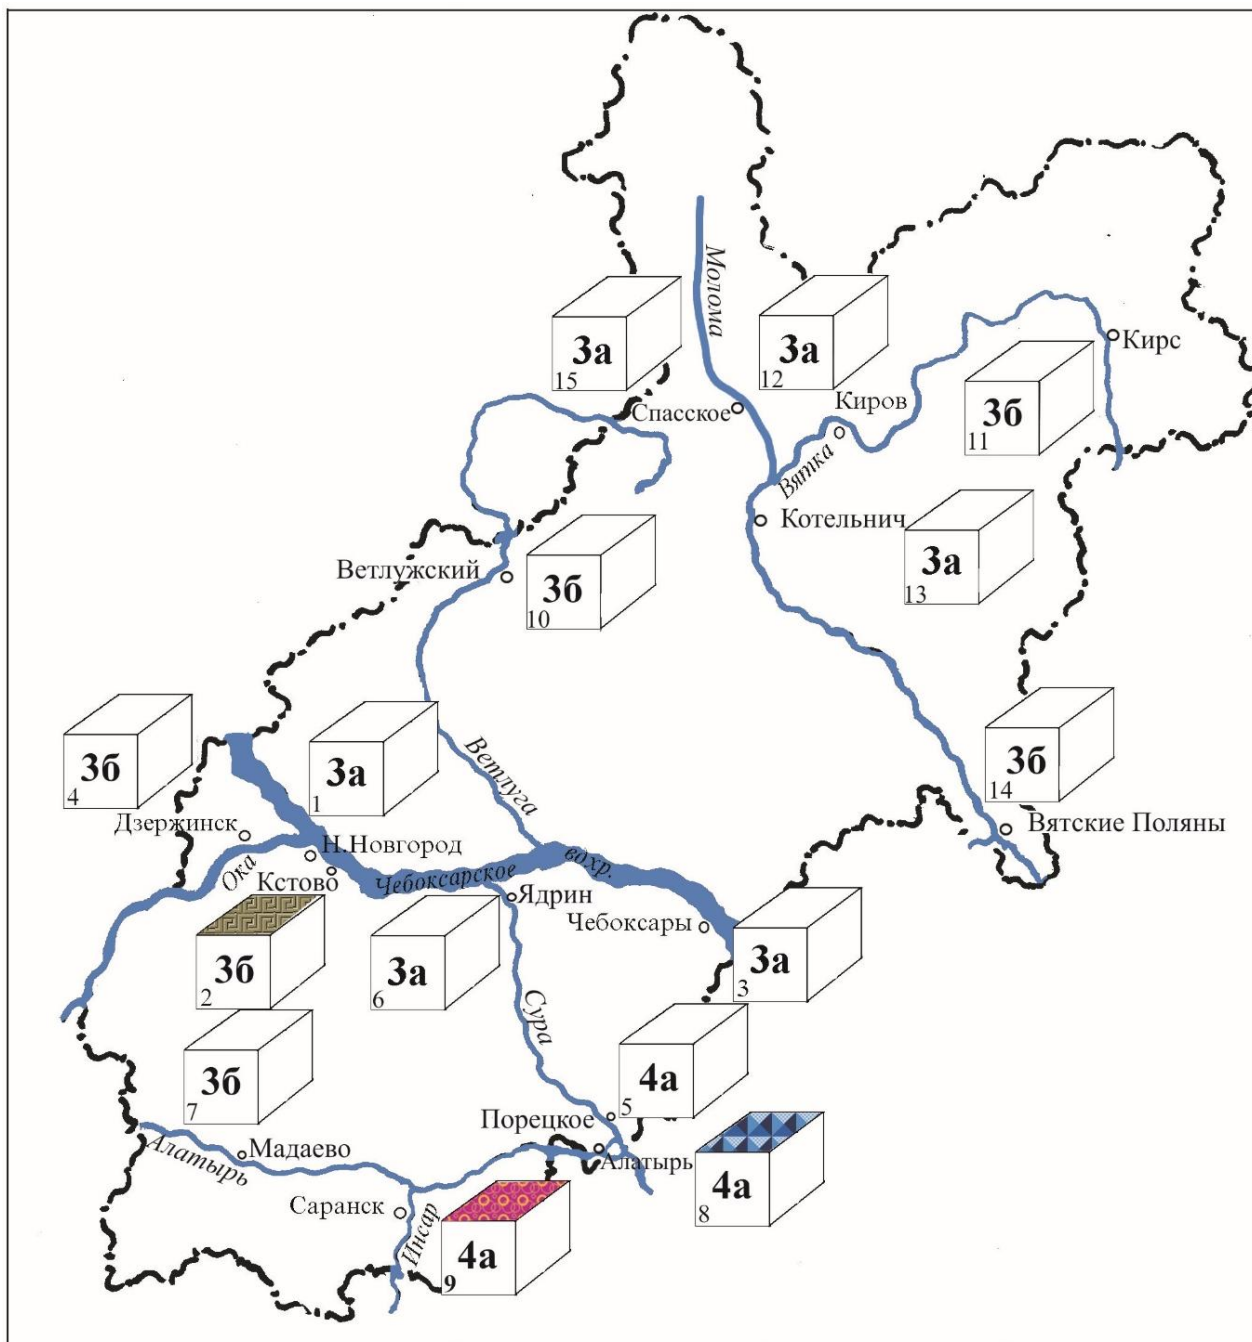 Молома
3а
15
3а
12
Кирс
Спасское
Киров
3б
11
Вятка
Котельнич
3а
13
Ветлужский
3б
10
3б
4
3а
1
Ветлуга
3б
14
Дзержинск
Вятские Поляны
Н.Новгород
Ока
Кстово
Чебоксарское
вохр.
Ядрин
Чебоксары
3б
2
3а
6
3а
3
Сура
3б
7
4а
5
Порецкое
Алатырь
Мадаево
Алатырь
4а
8
Саранск
Инсар
4а
9